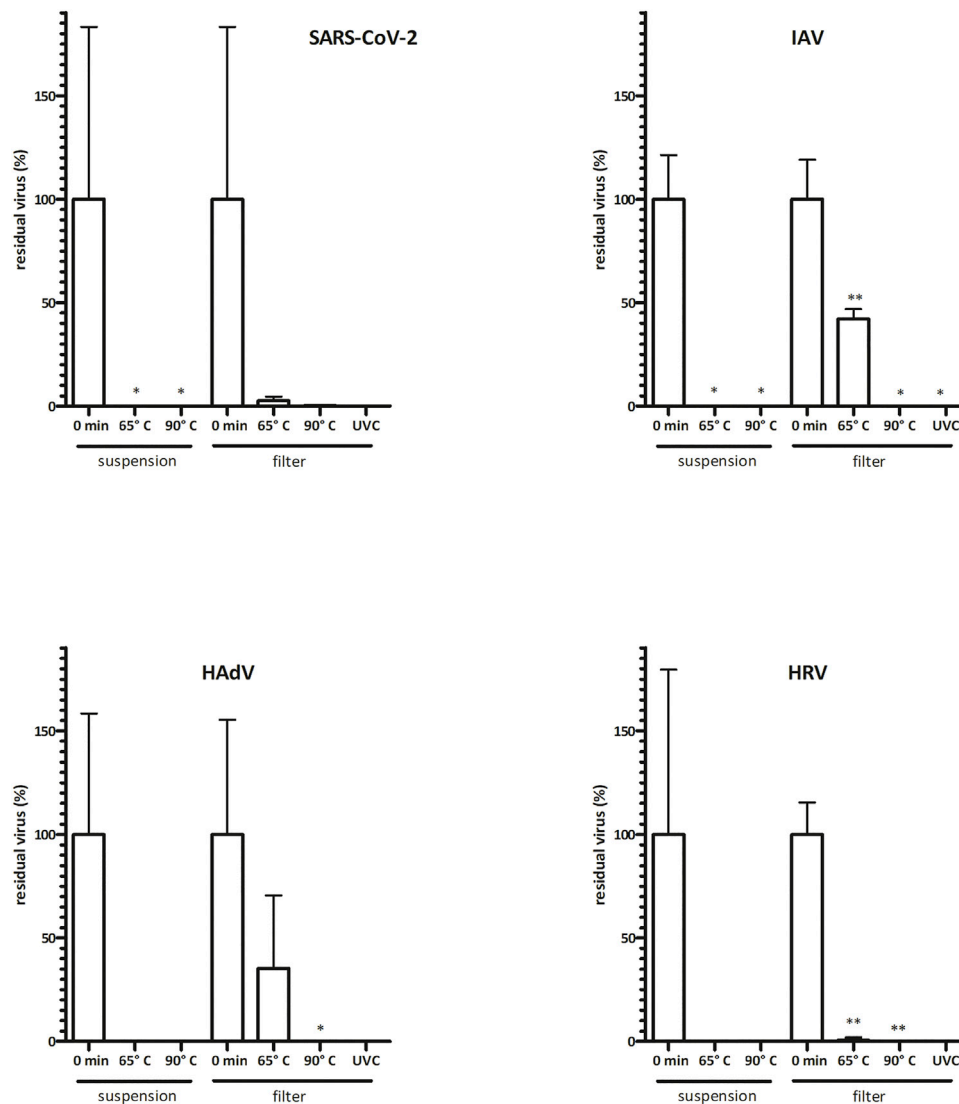 SARS-CoV-2
residual virus (%)
150
100
50
0
* *
0 min 65° C 90° C 0 min 65° C 90° C UVC
suspension filter
IAV
residual virus (%)
150
100
50
0
* * ** * *
0 min 65° C 90° C 0 min 65° C 90° C UVC
suspension filter
HAdV
residual virus (%)
150
100
50
0
*
0 min 65° C 90° C 0 min 65° C 90° C UVC
suspension filter
HRV
residual virus (%)
150
100
50
0
** **
0 min 65° C 90° C 0 min 65° C 90° C UVC
suspension filter